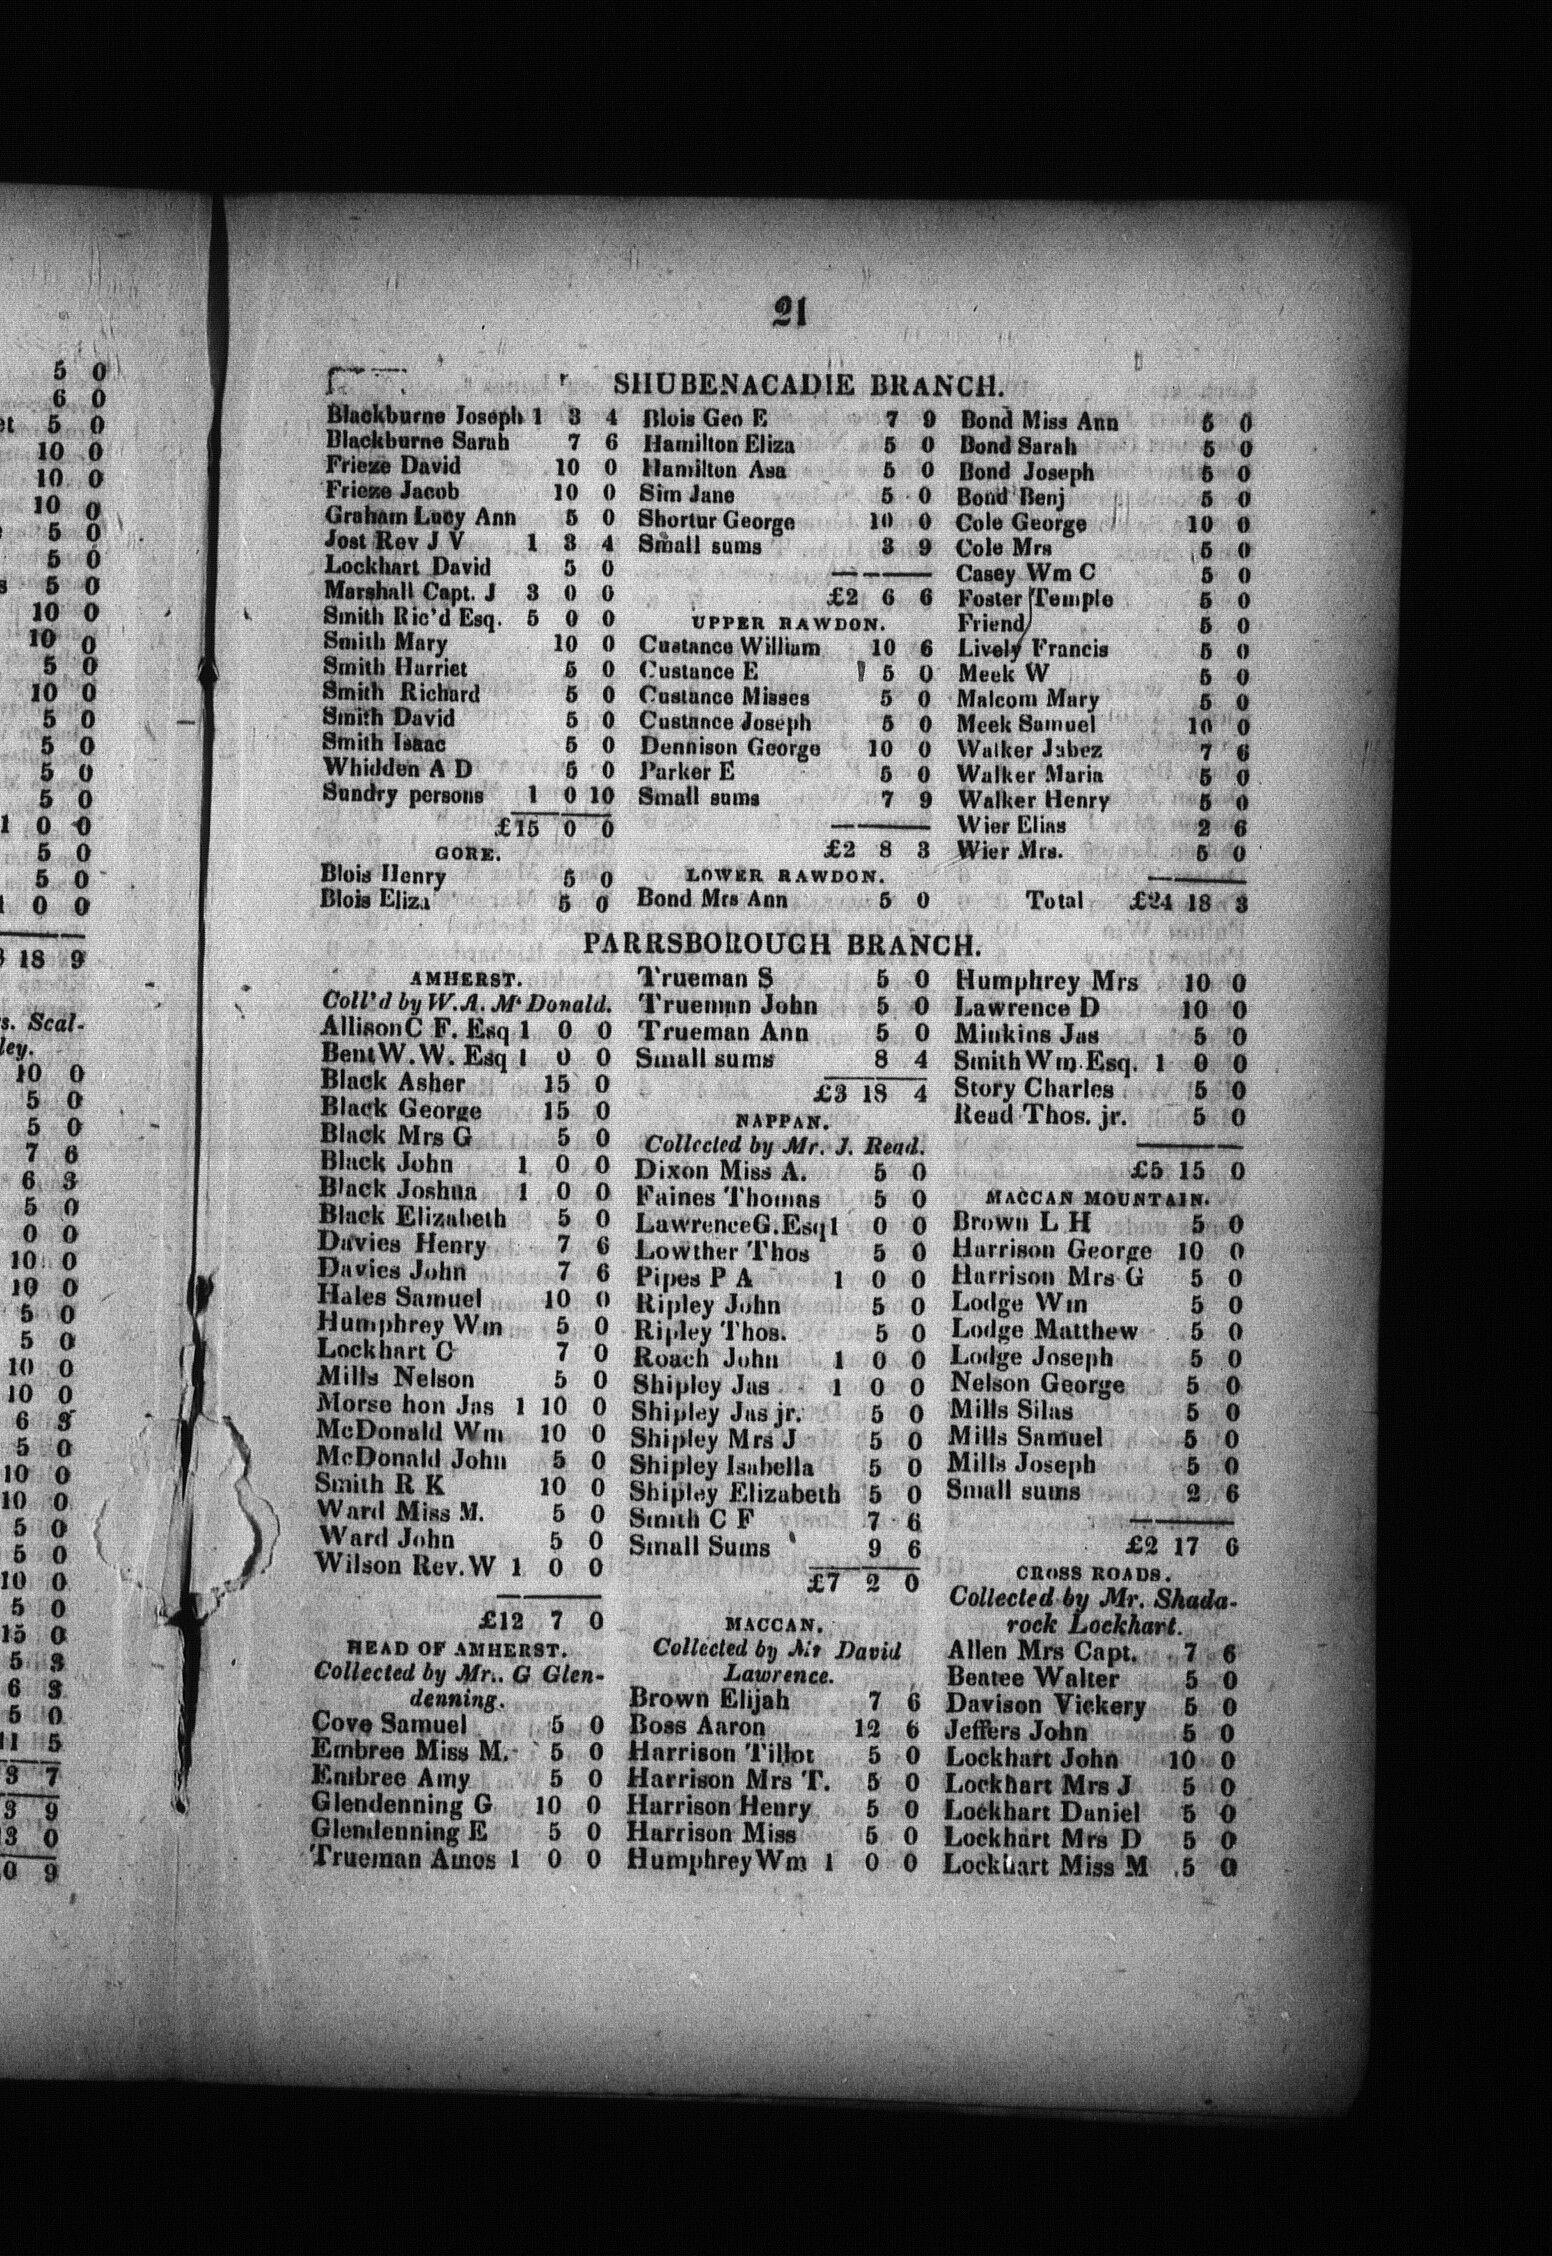 21
SHUBENACADIE BRANCH.
Blackburne Joseph 1 3 4
Blackburne Sarah 7 6
Frieze David 10 0
Frieze Jacob 10 0
Graham Lucy Ann 5 0
Jost Rev J V 1 3 4
Lockhart David 5 0
Marshall Capt. J 3 0 0
Smith Ric'd Esq. 5 0 0
Smith Mary 10 0
Smith Harriet 5 0
Smith Richard 5 0
Smith David 5 0
Smith Isaac 5 0
Whidden A D 5 0
Sundry persons 1 0 10
£15 0 0
GORE.
Blois Henry 5 0
Blois Eliza 5 0
Blois Geo E 7 9
Hamilton Eliza 5 0
Hamilton Asa 5 0
Sim Jane 5 0
Shortur George 10 0
Small sums 3 9
£2 6 6
UPPER RAWDON.
Custance William 10 6
Custance E 5 0
Custance Misses 5 0
Custance Joseph 5 0
Dennison George 10 0
Parker E 5 0
Small sums 7 9
£2 8 3
LOWER RAWDON.
Bond Mrs Ann 5 0
Bond Miss Ann 5 0
Bond Sarah 5 0
Bond Joseph 5 0
Bond Benj 5 0
Cole George 10 0
Cole Mrs 5 0
Casey Wm C 5 0
Foster Temple 5 0
Friend 5 0
Lively Francis 5 0
Meek W 5 0
Malcom Mary 5 0
Meek Samuel 10 0
Walker Jabez 7 6
Walker Maria 5 0
Walker Henry 5 0
Wier Elias 2 6
Wier Mrs. 5 0
Total £24 18 3
PARRSBOROUGH BRANCH.
AMHERST.
Coll'd by W. A. Mc Donald.
Allison C F. Esq 1 0 0
Bent W. W. Esq 1 0 0
Black Asher 15 0
Black George 15 0
Black Mrs G 5 0
Black John 1 0 0
Black Joshua 1 0 0
Black Elizabeth 5 0
Davies Henry 7 6
Davies John 7 6
Hales Samuel 10 0
Humphrey Wm 5 0
Lockhart C 7 0
Mills Nelson 5 0
Morse hon Jas 1 10 0
McDonald Wm 10 0
McDonald John 5 0
Smith R K 10 0
Ward Miss M. 5 0
Ward John 5 0
Wilson Rev. W 1 0 0
£12 7 0
HEAD OF AMHERST.
Collected by Mr.. G Glen-
denning.
Cove Samuel 5 0
Embree Miss M. 5 0
Embree Amy 5 0
Glendenning G 10 0
Glendenning E 5 0
Trueman Amos 1 0 0
Trueman S 5 0
Trueman John 5 0
Trueman Ann 5 0
Small sums 8 4
£3 18 4
NAPPAN.
Collected by Mr. J. Read.
Dixon Miss A. 5 0
Faines Thomas 5 0
Lawrence G. Esq 1 0 0
Lowther Thos 5 0
Pipes P A 1 0 0
Ripley John 5 0
Ripley Thos. 5 0
Roach John 1 0 0
Shipley Jas 1 0 0
Shipley Jas jr. 5 0
Shipley Mrs J 5 0
Shipley Isabella 5 0
Shipley Elizabeth 5 0
Smith C F 7 6
Small Sums 9 6
£7 2 0
MACCAN.
Collected by Mr David
Lawrence.
Brown Elijah 7 6
Boss Aaron 12 6
Harrison Tillot 5 0
Harrison Mrs T. 5 0
Harrison Henry 5 0
Harrison Miss 5 0
Humphrey Wm 1 0 0
Humphrey Mrs 10 0
Lawrence D 10 0
Minkins Jas 5 0
Smith Wm. Esq. 1 0 0
Story Charles 5 0
Read Thos. jr. 5 0
£5 15 0
MACCAN MOUNTAIN.
Brown L H 5 0
Harrison George 10 0
Harrison Mrs G 5 0
Lodge Wm 5 0
Lodge Matthew 5 0
Lodge Joseph 5 0
Nelson George 5 0
Mills Silas 5 0
Mills Samuel 5 0
Mills Joseph 5 0
Small sums 2 6
£2 17 6
CROSS ROADS.
Collected by Mr. Shada-
rock Lockhart.
Allen Mrs Capt. 7 6
Beatee Walter 5 0
Davison Vickery 5 0
Jeffers John 5 0
Lockhart John 10 0
Lockhart Mrs J 5 0
Lockhart Daniel 5 0
Lockhart Mrs D 5 0
Lockhart Miss M 5 0